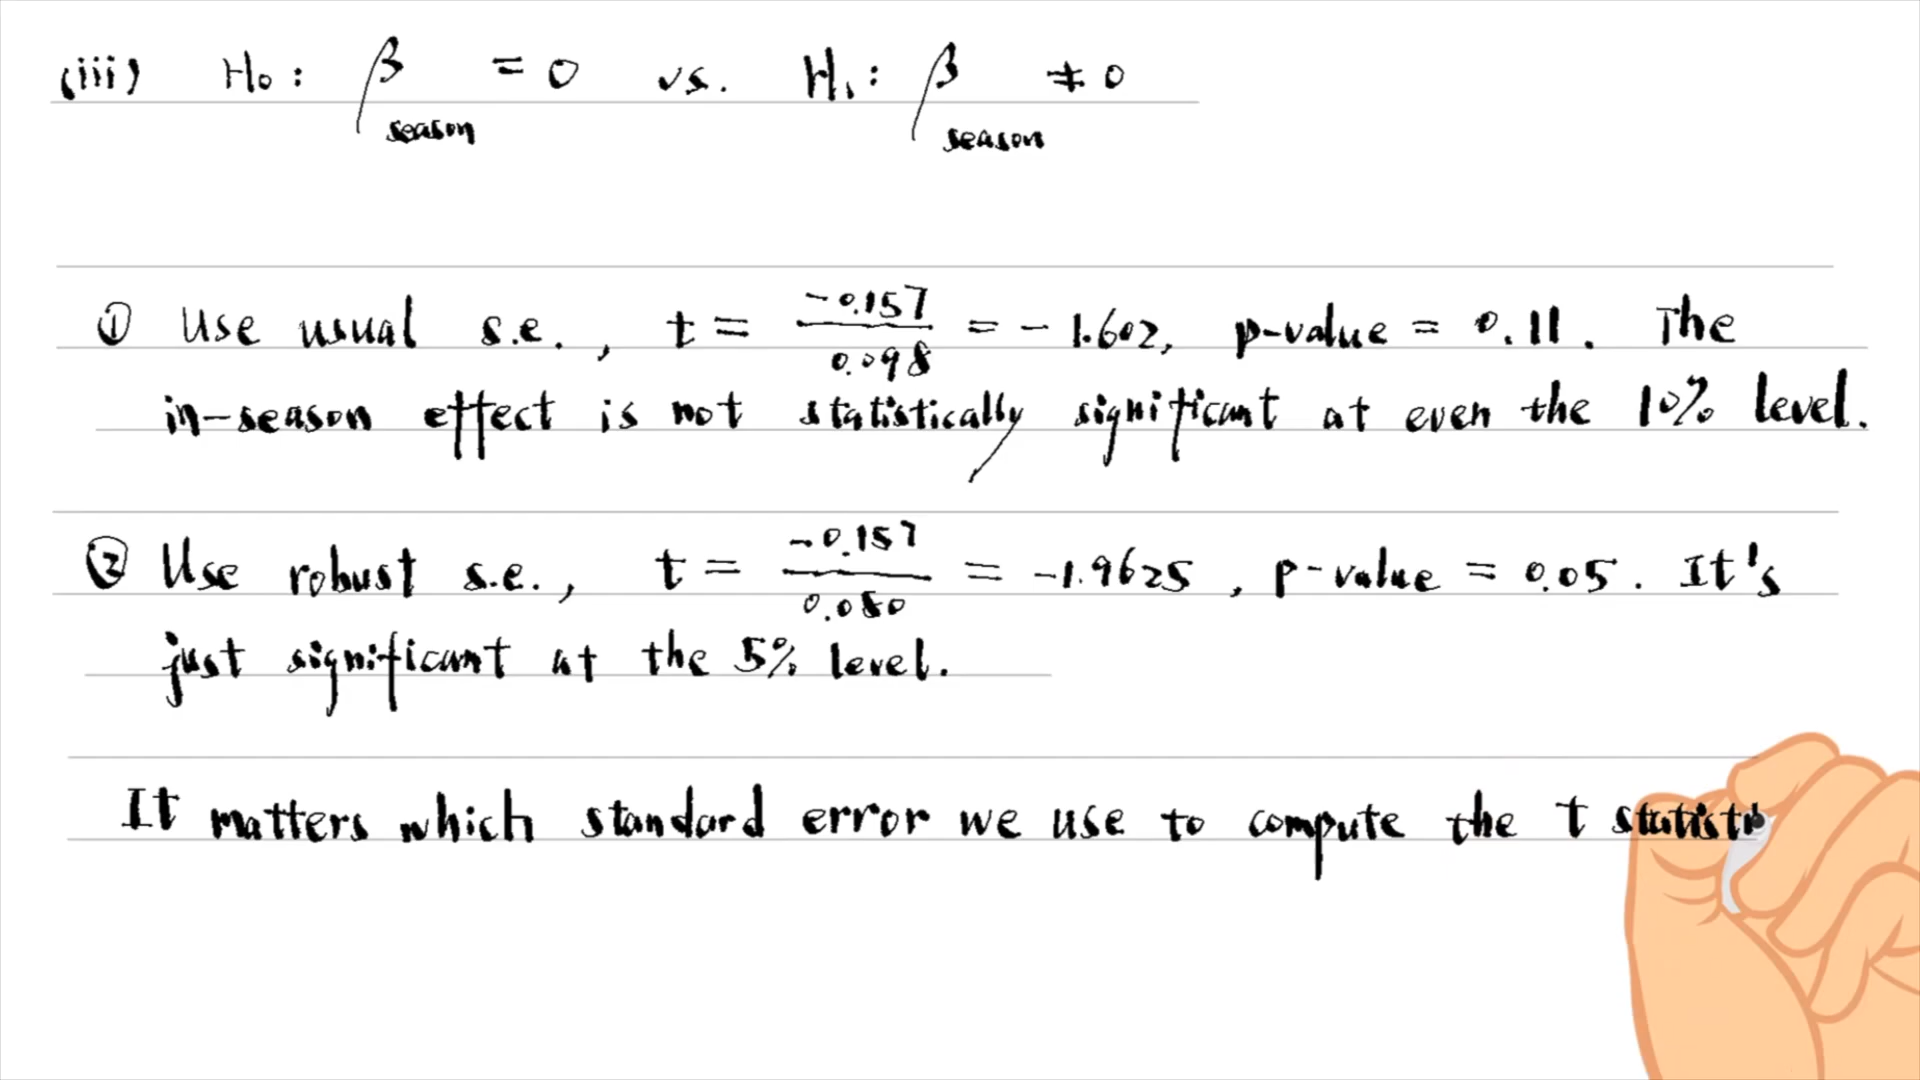 (iii) H₀: β_season = 0 vs. H₁: β_season ≠ 0
① Use usual s.e., t = -0.157/0.098 = -1.602, p-value = 0.11. The
in-season effect is not statistically significant at even the 10% level.
② Use robust s.e., t = -0.157/0.080 = -1.9625, p-value = 0.05. It's
just significant at the 5% level.
It matters which standard error we use to compute the t statisti